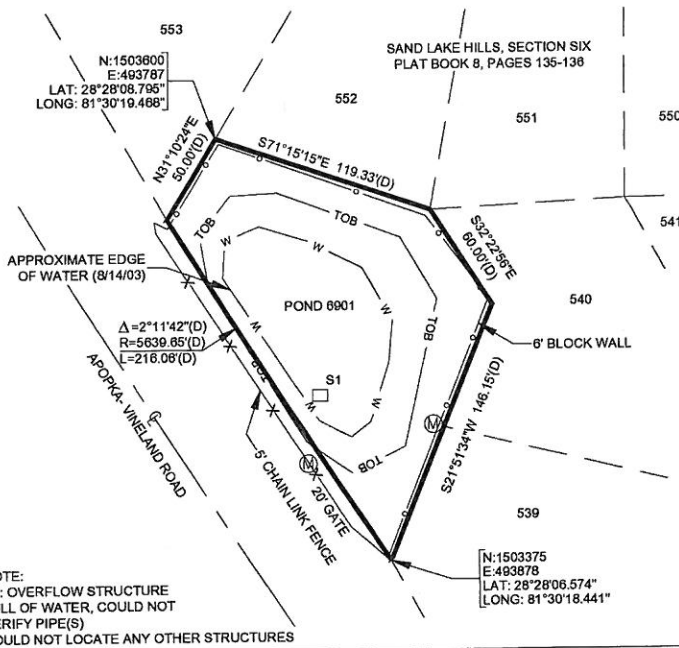 553
SAND LAKE HILLS, SECTION SIX
PLAT BOOK 8, PAGES 135-136
N:1503600
E:493787
LAT: 28°28'08.795"
LONG: 81°30'19.468"
552
551
550
N31°10'24"E
50.00'(D)
S71°15'15"E 119.33'(D)
541
S32°22'56"E
60.00'(D)
TOB
TOB
W
W
APPROXIMATE EDGE
OF WATER (8/14/03)
W
POND 6901
TOB
540
Δ=2°11'42"(D)
R=5639.65'(D)
L=216.06'(D)
W
6' BLOCK WALL
TOB
S1
W
W
S21°51'34"W 146.15'(D)
APOPKA- VINELAND ROAD
M
TOB
M
5' CHAIN LINK FENCE
20' GATE
539
N:1503375
E:493878
LAT: 28°28'06.574"
LONG: 81°30'18.441"
OTE:
: OVERFLOW STRUCTURE
LL OF WATER, COULD NOT
ERIFY PIPE(S)
OULD NOT LOCATE ANY OTHER STRUCTURES